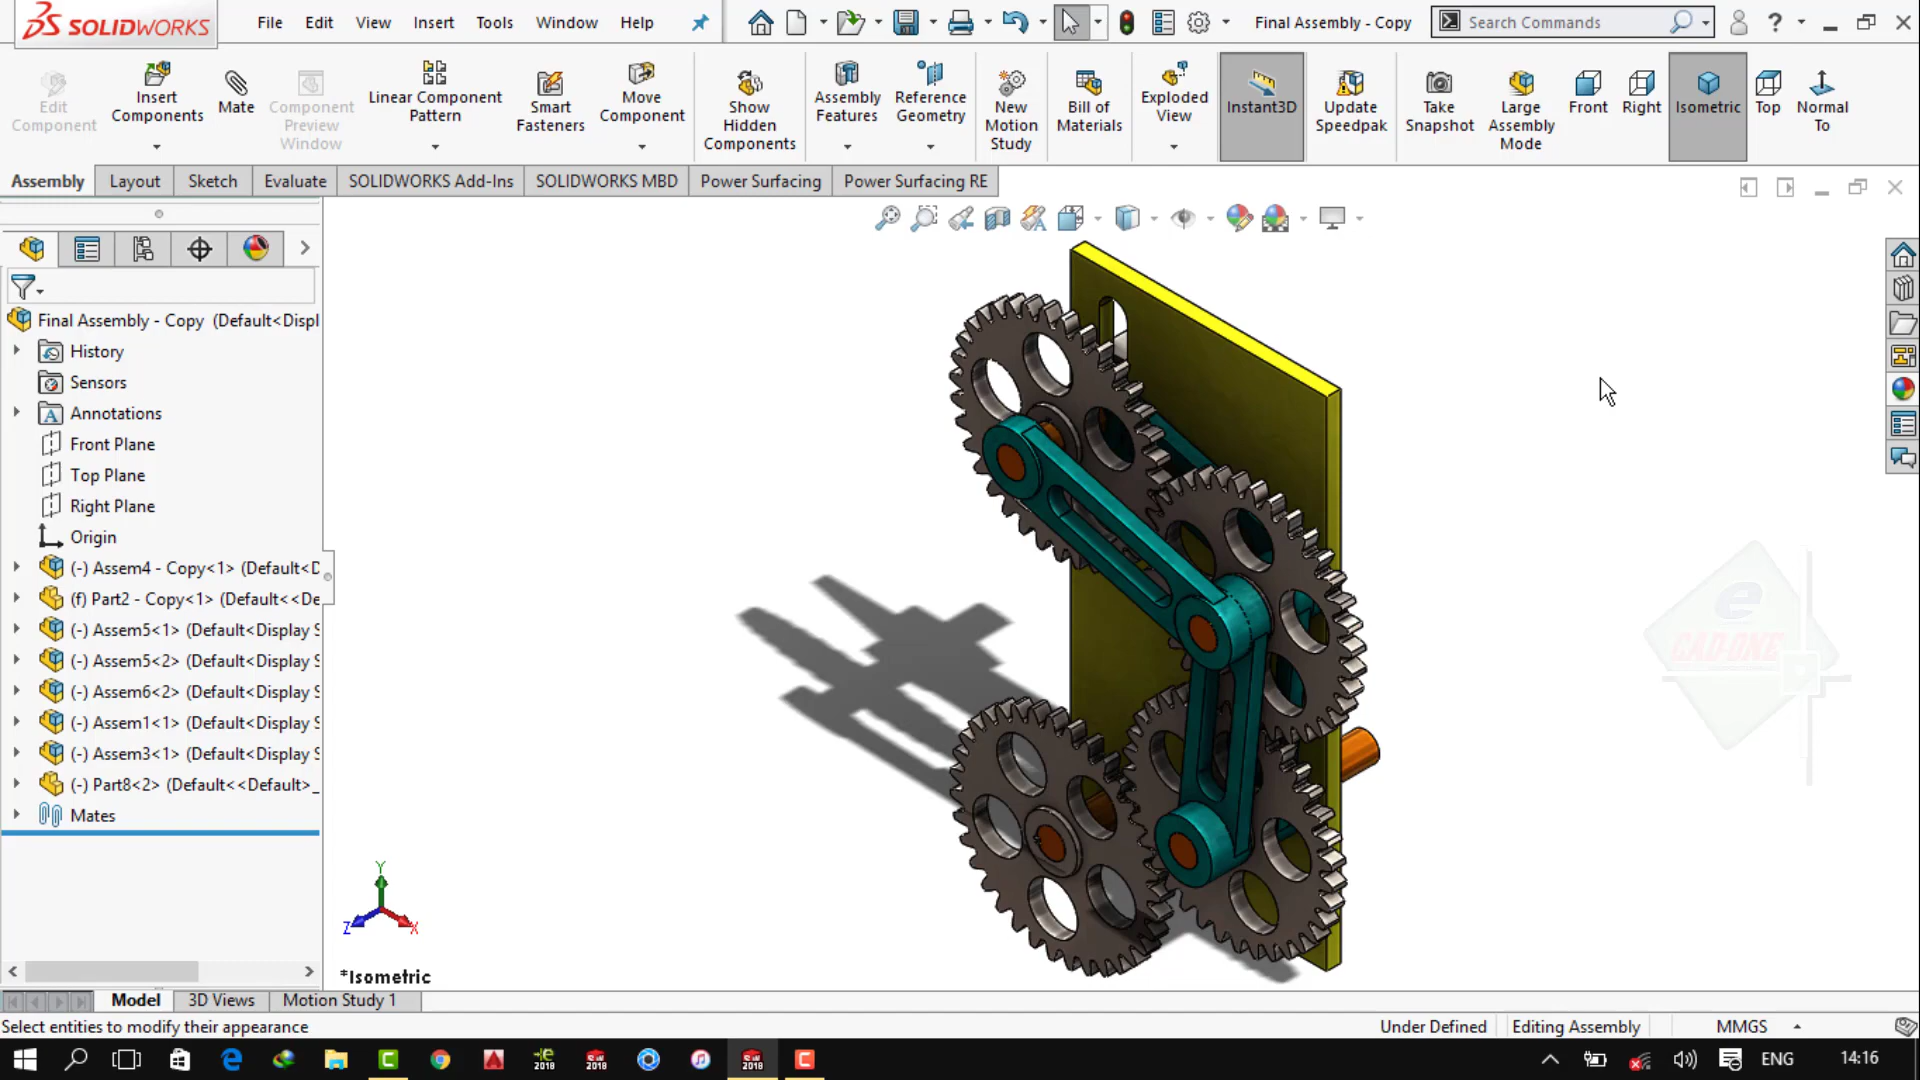 SOLIDWORKS File Edit View Insert Tools Window Help Final Assembly - Copy Search Commands
Edit Component
Insert Components
Mate
Component Preview Window
Linear Component Pattern
Smart Fasteners
Move Component
Show Hidden Components
Assembly Features
Reference Geometry
New Motion Study
Bill of Materials
Exploded View
Instant3D
Update Speedpak
Take Snapshot
Large Assembly Mode
Front
Right
Isometric
Top
Normal To
Assembly Layout Sketch Evaluate SOLIDWORKS Add-Ins SOLIDWORKS MBD Power Surfacing Power Surfacing RE
Final Assembly - Copy (Default<Displ
History
Sensors
Annotations
Front Plane
Top Plane
Right Plane
Origin
(-) Assem4 - Copy<1> (Default<D
(f) Part2 - Copy<1> (Default<<De
(-) Assem5<1> (Default<Display S
(-) Assem5<2> (Default<Display S
(-) Assem6<2> (Default<Display S
(-) Assem1<1> (Default<Display S
(-) Assem3<1> (Default<Display S
(-) Part8<2> (Default<<Default>_
Mates
e
CAD-ONE
Y
Z X
*Isometric
Model 3D Views Motion Study 1
Select entities to modify their appearance Under Defined Editing Assembly MMGS
2018 2018 2018 ENG 14:16